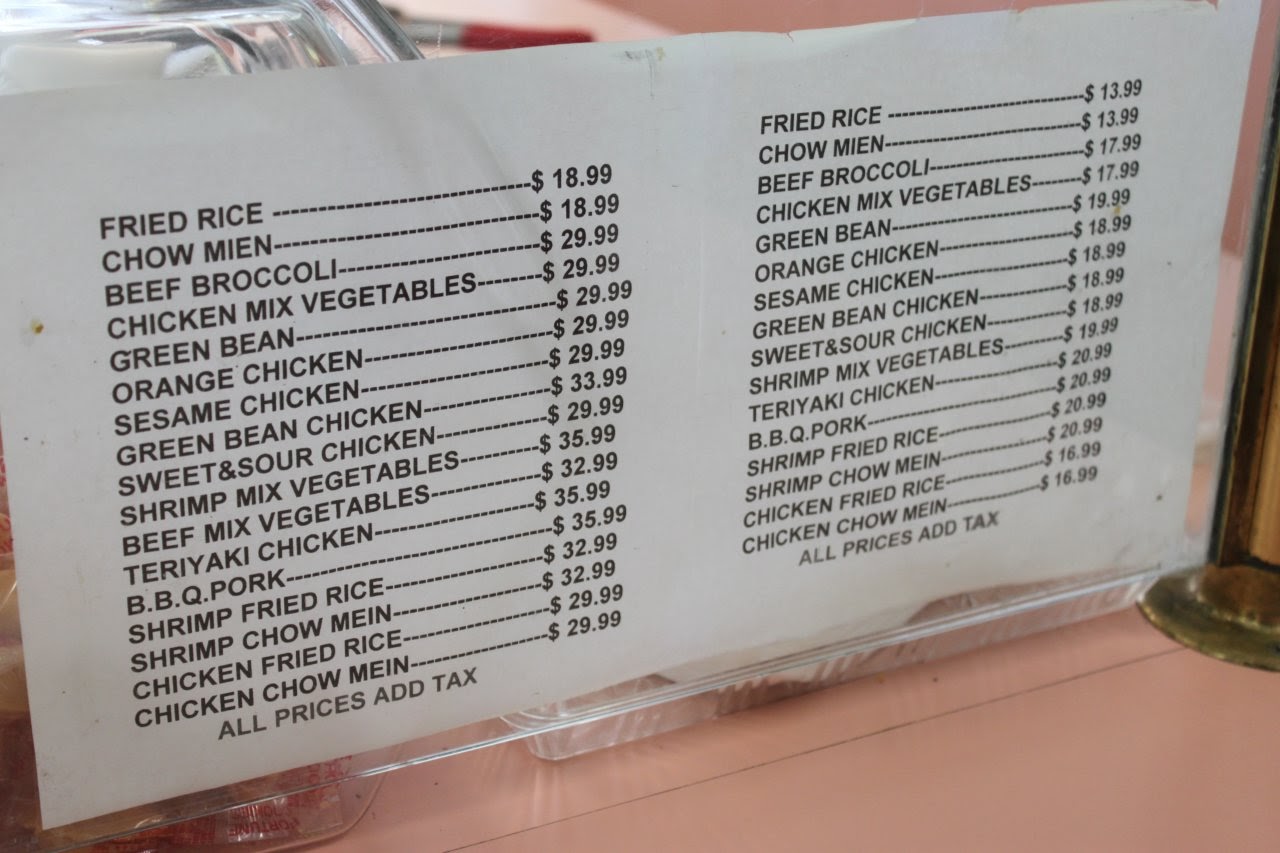 FRIED RICE --------------------------$ 18.99
CHOW MIEN--------------------------$ 18.99
BEEF BROCCOLI--------------------$ 29.99
CHICKEN MIX VEGETABLES-------$ 29.99
GREEN BEAN--------------------------$ 29.99
ORANGE CHICKEN-------------------$ 29.99
SESAME CHICKEN-------------------$ 29.99
GREEN BEAN CHICKEN-------------$ 33.99
SWEET&SOUR CHICKEN-----------$ 29.99
SHRIMP MIX VEGETABLES--------$ 35.99
BEEF MIX VEGETABLES-----------$ 32.99
TERIYAKI CHICKEN----------------$ 35.99
B.B.Q.PORK---------------------------$ 35.99
SHRIMP FRIED RICE----------------$ 32.99
SHRIMP CHOW MEIN---------------$ 32.99
CHICKEN FRIED RICE--------------$ 29.99
CHICKEN CHOW MEIN-------------$ 29.99
ALL PRICES ADD TAX
FRIED RICE --------------------------$ 13.99
CHOW MIEN--------------------------$ 13.99
BEEF BROCCOLI--------------------$ 17.99
CHICKEN MIX VEGETABLES-------$ 17.99
GREEN BEAN------------------------$ 19.99
ORANGE CHICKEN------------------$ 18.99
SESAME CHICKEN------------------$ 18.99
GREEN BEAN CHICKEN------------$ 18.99
SWEET&SOUR CHICKEN----------$ 18.99
SHRIMP MIX VEGETABLES-------$ 19.99
TERIYAKI CHICKEN----------------$ 20.99
B.B.Q.PORK-------------------------$ 20.99
SHRIMP FRIED RICE---------------$ 20.99
SHRIMP CHOW MEIN--------------$ 20.99
CHICKEN FRIED RICE-------------$ 16.99
CHICKEN CHOW MEIN------------$ 16.99
ALL PRICES ADD TAX